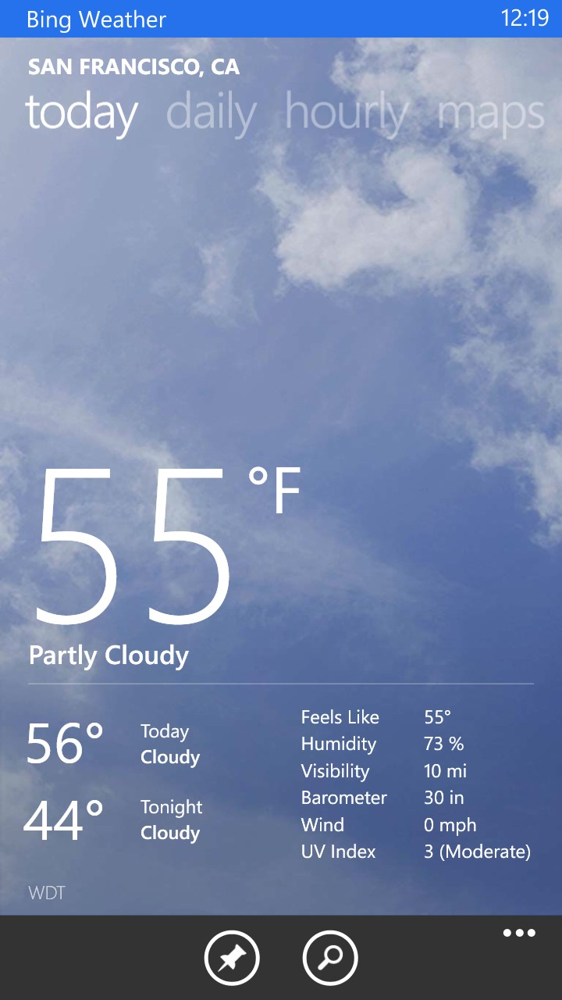 Bing Weather 12:19
SAN FRANCISCO, CA
today daily hourly maps
55 °F
Partly Cloudy
56° Today
Cloudy
44° Tonight
Cloudy
Feels Like 55°
Humidity 73 %
Visibility 10 mi
Barometer 30 in
Wind 0 mph
UV Index 3 (Moderate)
WDT